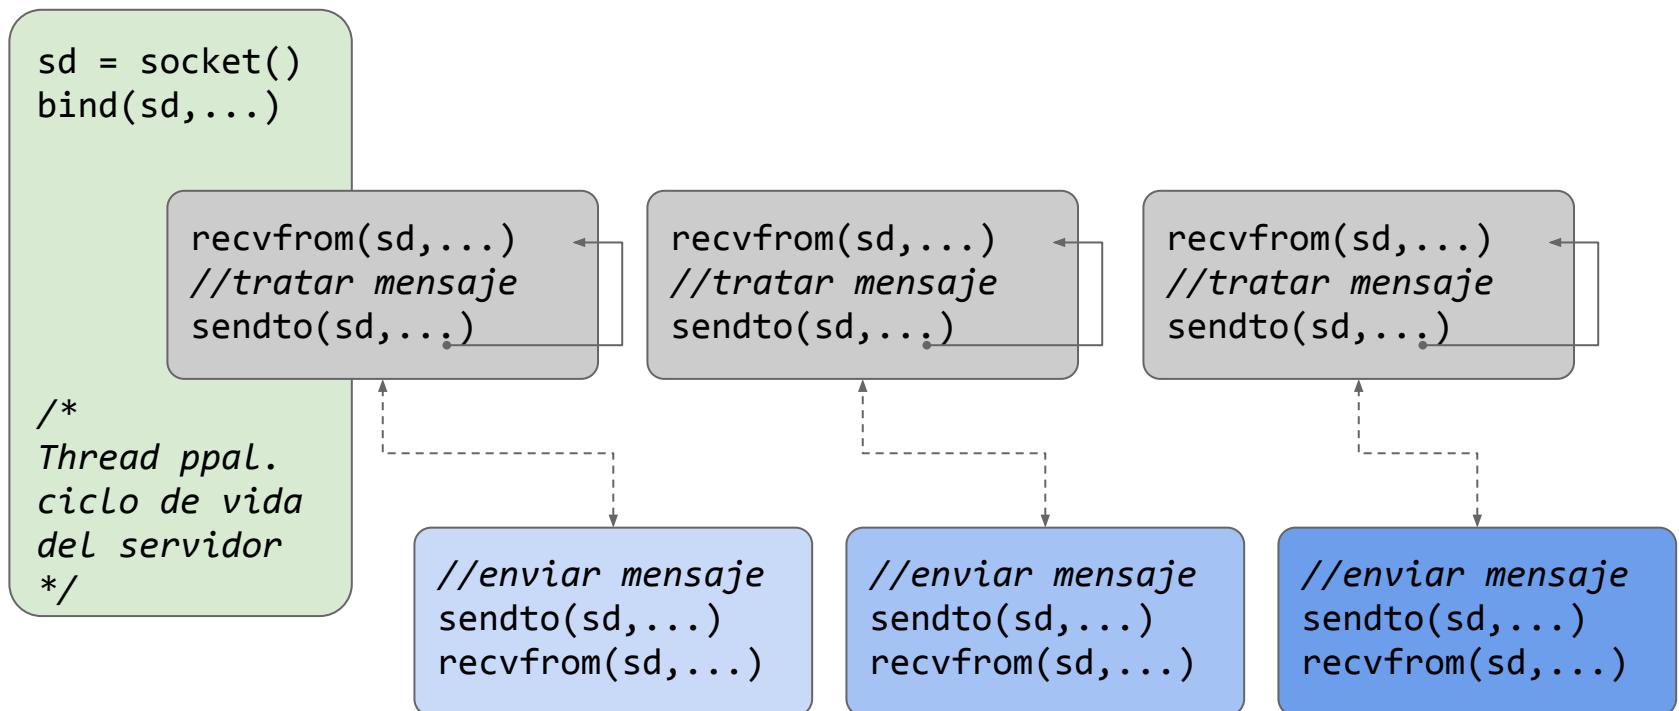 sd = socket()
bind(sd,...)
recvfrom(sd,...)
//tratar mensaje
sendto(sd,...)
recvfrom(sd,...)
//tratar mensaje
sendto(sd,...)
recvfrom(sd,...)
//tratar mensaje
sendto(sd,...)
/*
Thread ppal.
ciclo de vida
del servidor
*/
//enviar mensaje
sendto(sd,...)
recvfrom(sd,...)
//enviar mensaje
sendto(sd,...)
recvfrom(sd,...)
//enviar mensaje
sendto(sd,...)
recvfrom(sd,...)